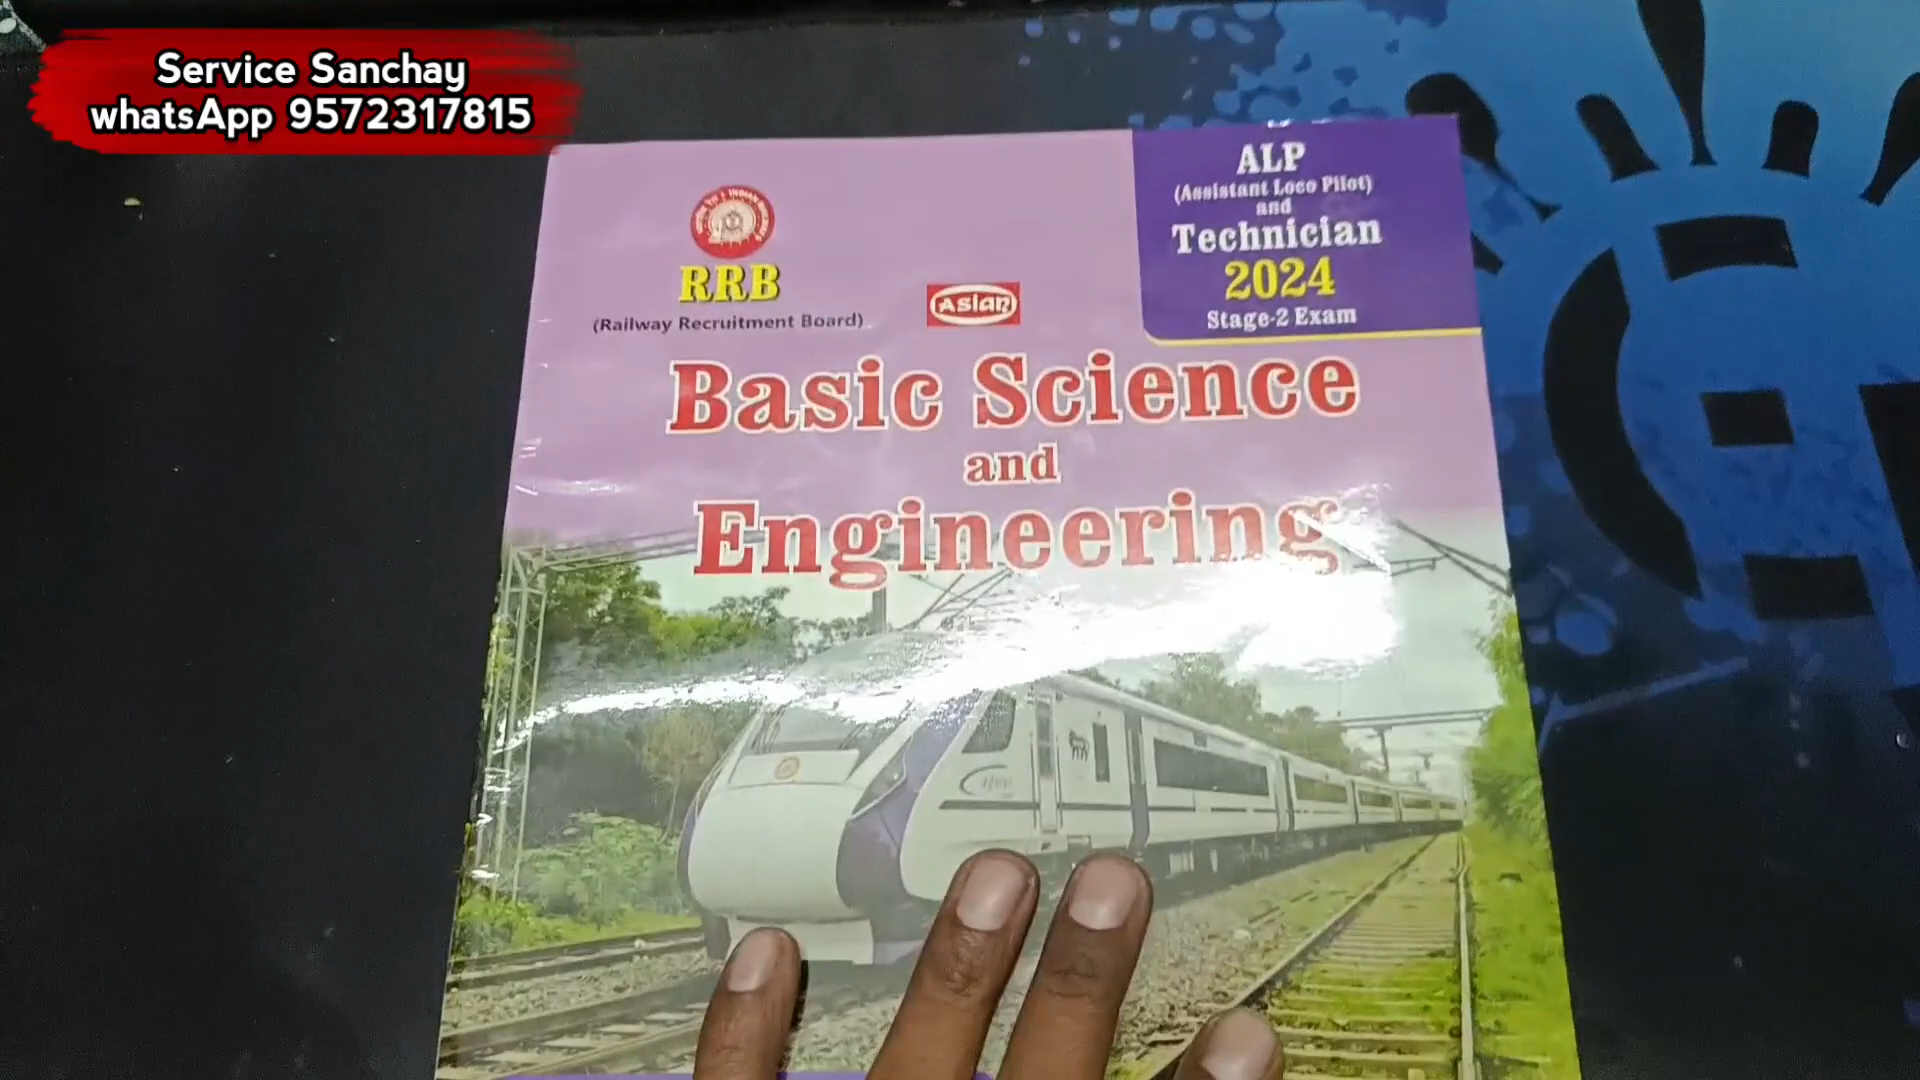 Service Sanchay
whatsApp 9572317815
ALP
(Assistant Loco Pilot)
and
Technician
2024
Stage-2 Exam
RRB
(Railway Recruitment Board)
Asian
Basic Science
and
Engineering